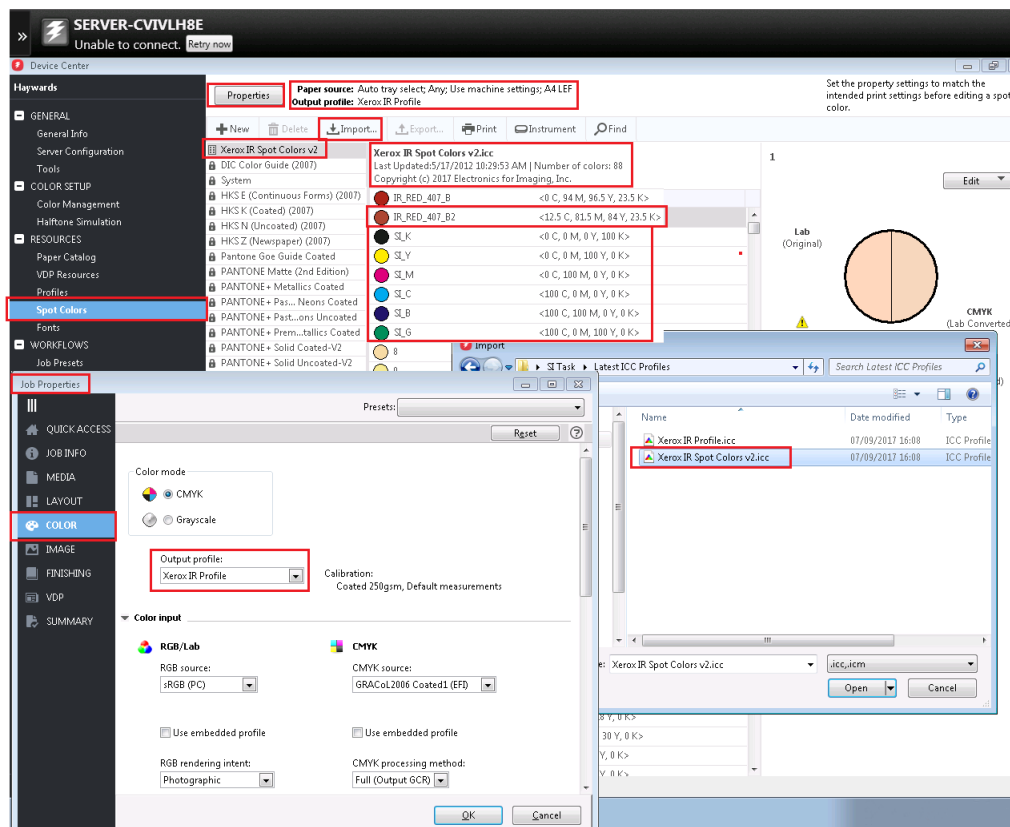 SERVER-CVIVLH8E
Unable to connect. Retry now
Device Center
Haywards
GENERAL
General Info
Server Configuration
Tools
COLOR SETUP
Color Management
Halftone Simulation
RESOURCES
Paper Catalog
VDP Resources
Profiles
Spot Colors
Fonts
WORKFLOWS
Job Presets
Properties
Paper source: Auto tray select; Any; Use machine settings; A4 LEF
Output profile: Xerox IR Profile
Set the property settings to match the
intended print settings before editing a spot
color.
New Delete Import... Export... Print Instrument Find
Xerox IR Spot Colors v2
DIC Color Guide (2007)
System
HKS E (Continuous Forms) (2007)
HKS K (Coated) (2007)
HKS N (Uncoated) (2007)
HKS Z (Newspaper) (2007)
Pantone Goe Guide Coated
PANTONE Matte (2nd Edition)
PANTONE+ Metallics Coated
PANTONE+ Pas... Neons Coated
PANTONE+ Past...ons Uncoated
PANTONE+ Prem...tallics Coated
PANTONE+ Solid Coated-V2
PANTONE+ Solid Uncoated-V2
Xerox IR Spot Colors v2.icc
Last Updated:5/17/2012 10:29:53 AM | Number of colors: 88
Copyright (c) 2017 Electronics for Imaging, Inc.
IR_RED_407_B <0 C, 94 M, 96.5 Y, 23.5 K>
IR_RED_407_B2 <12.5 C, 81.5 M, 84 Y, 23.5 K>
SI_K <0 C, 0 M, 0 Y, 100 K>
SI_Y <0 C, 0 M, 100 Y, 0 K>
SI_M <0 C, 100 M, 0 Y, 0 K>
SI_C <100 C, 0 M, 0 Y, 0 K>
SI_B <100 C, 100 M, 0 Y, 0 K>
SI_G <100 C, 0 M, 100 Y, 0 K>
8
1
Edit
Lab
(Original)
CMYK
(Lab Converted
Import
SI Task Latest ICC Profiles
Search Latest ICC Profiles
Name Date modified Type
Xerox IR Profile.icc 07/09/2017 16:08 ICC Profile
Xerox IR Spot Colors v2.icc 07/09/2017 16:08 ICC Profile
Xerox IR Spot Colors v2.icc
.icc,.icm
Open Cancel
30 Y, 0 K>
Y, 0 K>
Job Properties
QUICK ACCESS
JOB INFO
MEDIA
LAYOUT
COLOR
IMAGE
FINISHING
VDP
SUMMARY
Presets:
Reset
Color mode
CMYK
Grayscale
Output profile:
Xerox IR Profile
Calibration:
Coated 250gsm, Default measurements
Color input
RGB/Lab
RGB source:
sRGB (PC)
Use embedded profile
RGB rendering intent:
Photographic
CMYK
CMYK source:
GRACoL2006 Coated1 (EFI)
Use embedded profile
CMYK processing method:
Full (Output GCR)
OK Cancel